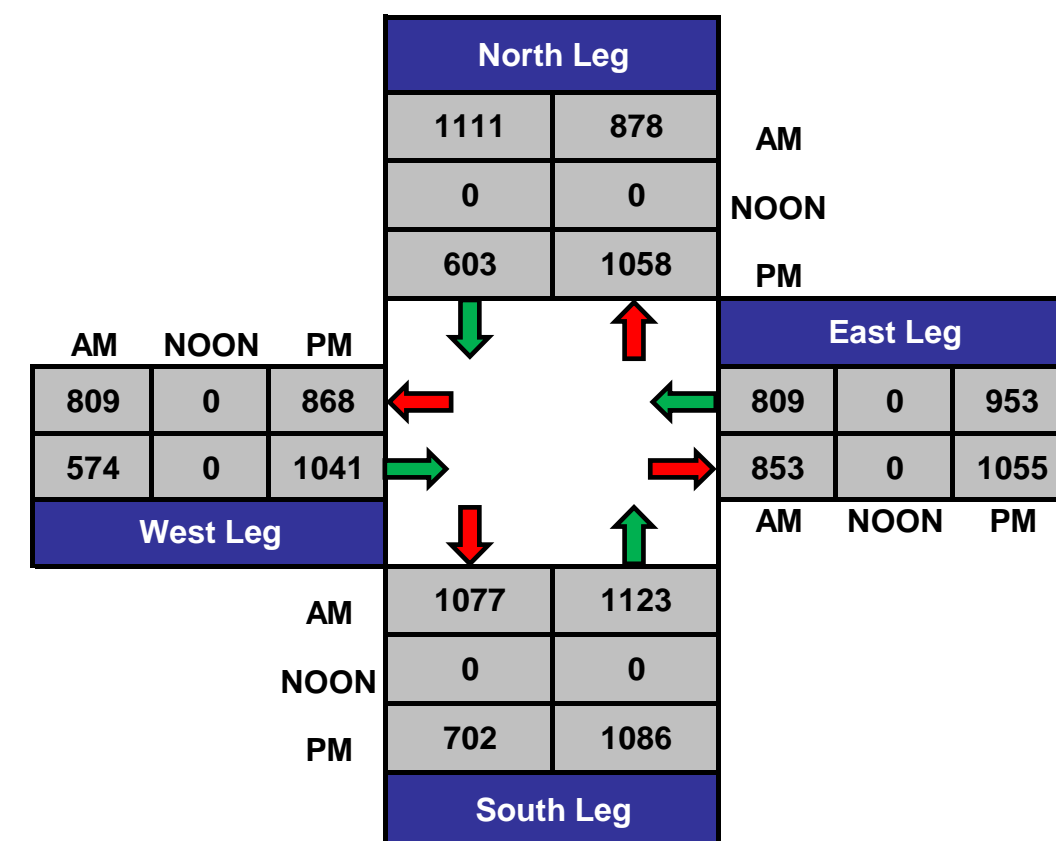 North Leg
1111 878 AM
0 0 NOON
603 1058 PM
AM NOON PM East Leg
809 0 868 809 0 953
574 0 1041 853 0 1055
West Leg AM NOON PM
AM 1077 1123
NOON 0 0
PM 702 1086
South Leg